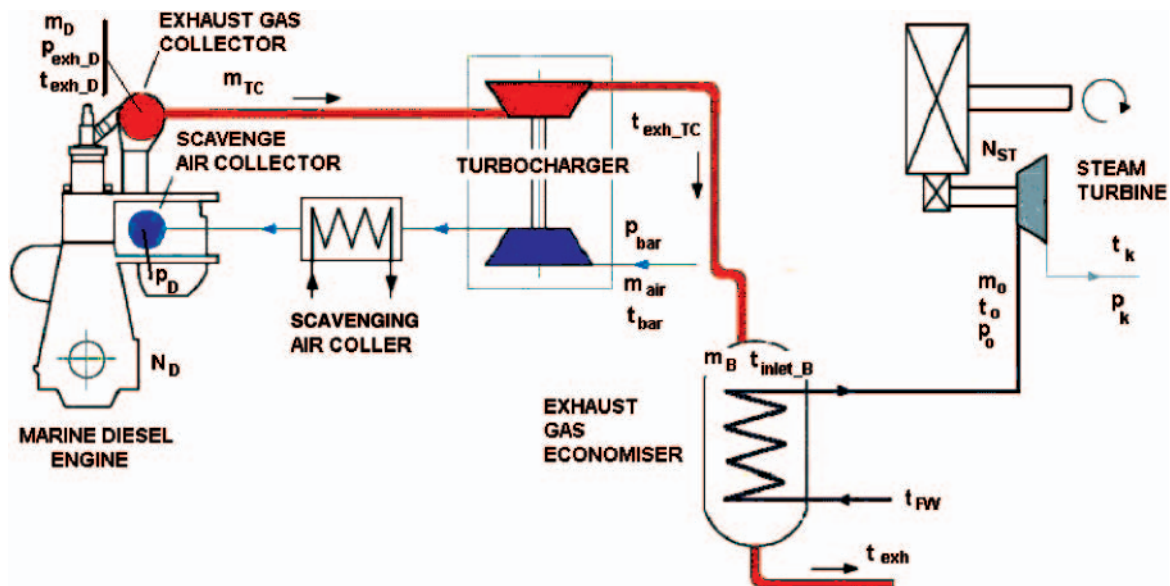 m_D
p_exh_D
t_exh_D
EXHAUST GAS
COLLECTOR
m_TC
SCAVENGE
AIR COLLECTOR
TURBOCHARGER
t_exh_TC
N_ST
STEAM
TURBINE
p_D
p_bar
m_air
t_bar
t_k
p_k
m_o
t_o
p_o
SCAVENGING
AIR COLLER
N_D
m_B t_inlet_B
MARINE DIESEL
ENGINE
EXHAUST
GAS
ECONOMISER
t_FW
t_exh